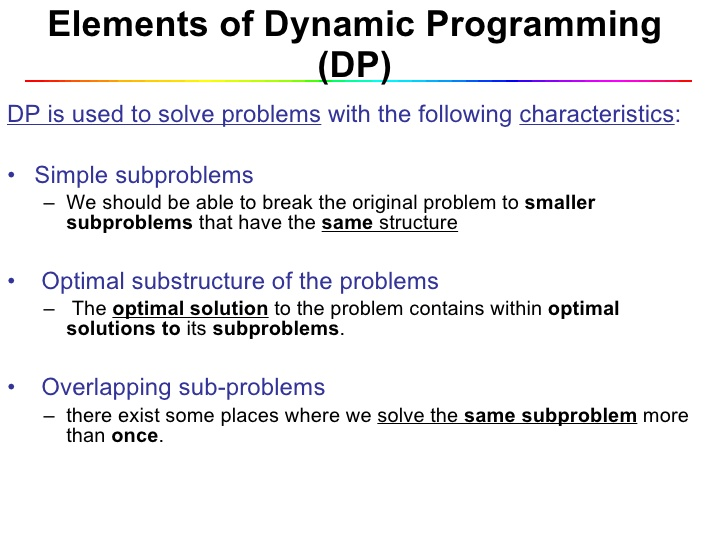 Elements of Dynamic Programming
(DP)
DP is used to solve problems with the following characteristics:
• Simple subproblems
– We should be able to break the original problem to smaller
subproblems that have the same structure
• Optimal substructure of the problems
– The optimal solution to the problem contains within optimal
solutions to its subproblems.
• Overlapping sub-problems
– there exist some places where we solve the same subproblem more
than once.